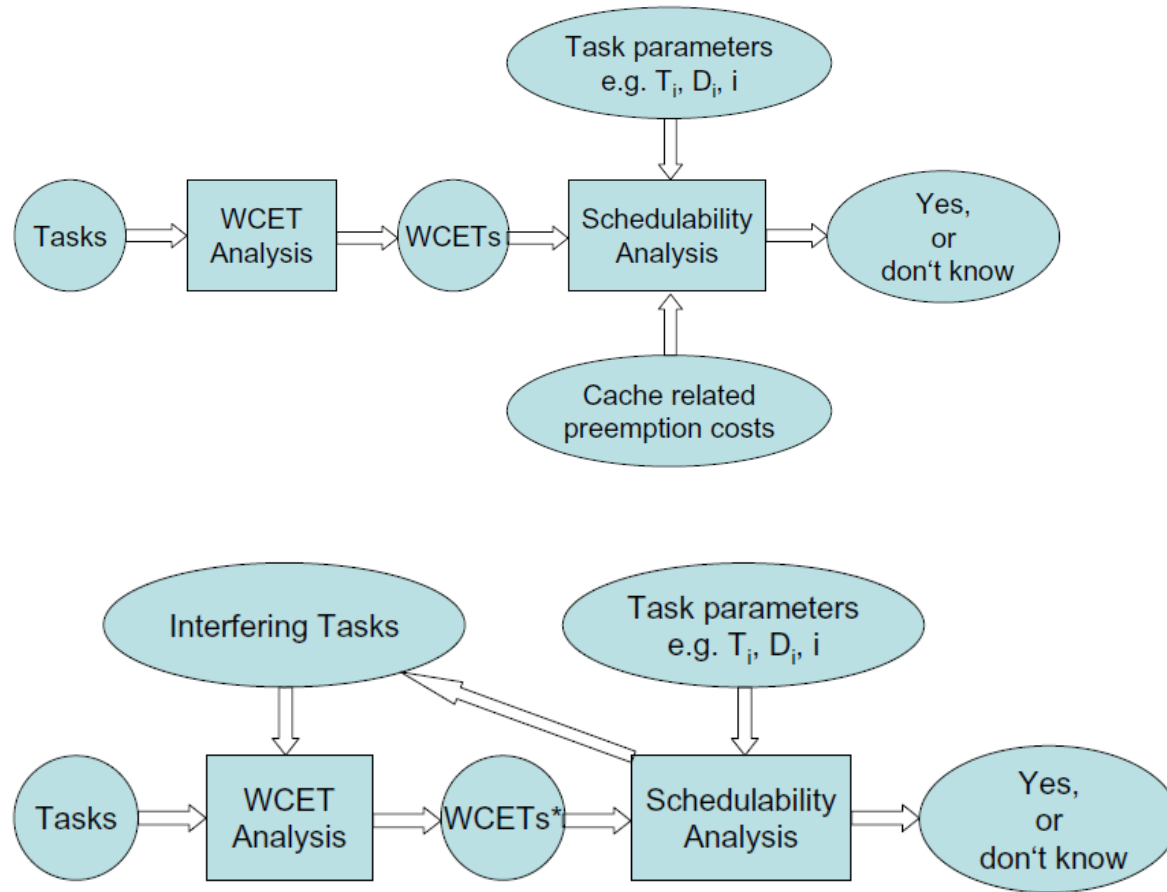 Task parameters
e.g. Tᵢ, Dᵢ, i
Tasks
WCET
Analysis
WCETs
Schedulability
Analysis
Yes,
or
don‘t know
Cache related
preemption costs
Interfering Tasks
Task parameters
e.g. Tᵢ, Dᵢ, i
Tasks
WCET
Analysis
WCETs*
Schedulability
Analysis
Yes,
or
don‘t know